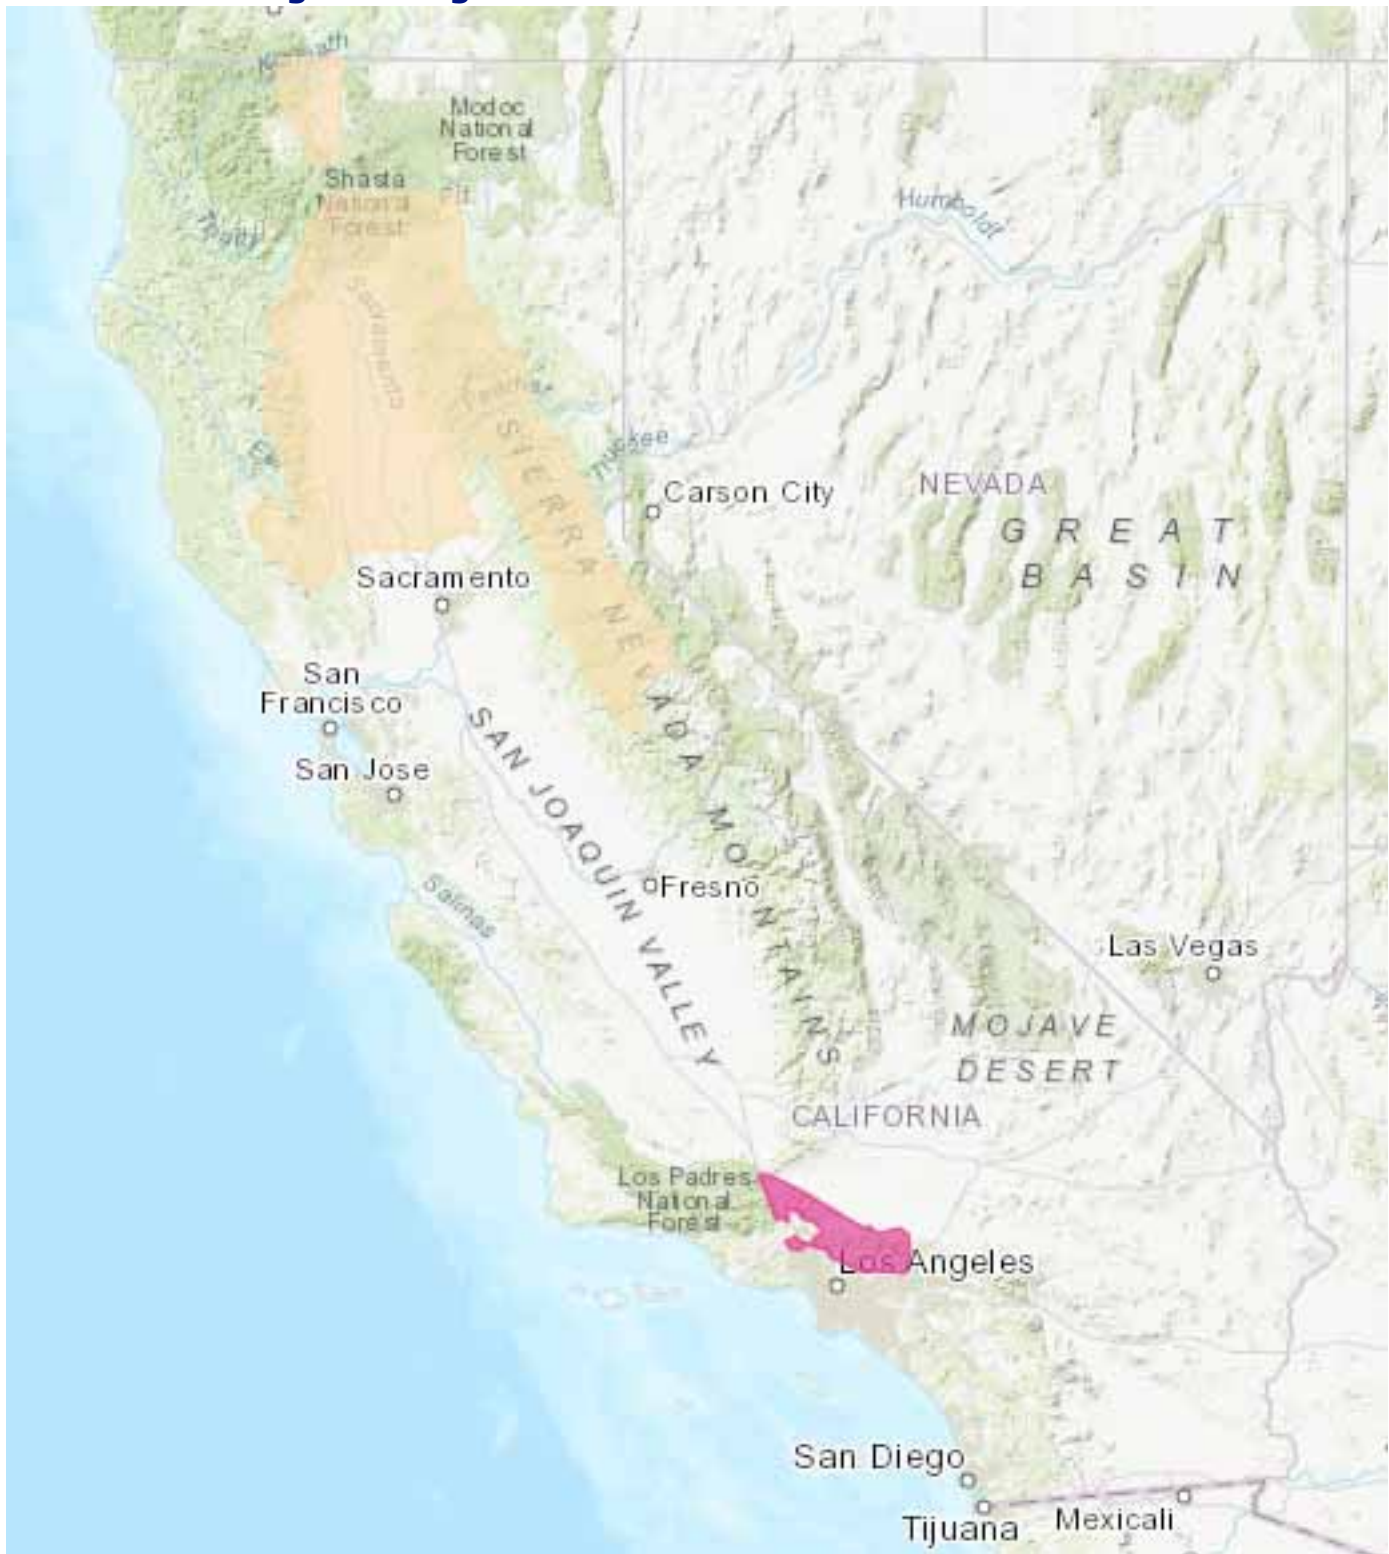 Klamath
Modoc
National
Forest
Shasta
National
Forest
Pit
Trinity
Humboldt
Sacramento
Feather
Eel
Truckee
Carson City
NEVADA
GREAT
BASIN
SIERRA NEVADA MOUNTAINS
Sacramento
San
Francisco
San Jose
SAN JOAQUIN VALLEY
Salinas
Fresno
Las Vegas
MOJAVE
DESERT
CALIFORNIA
Los Padres
National
Forest
Los Angeles
San Diego
Tijuana
Mexicali